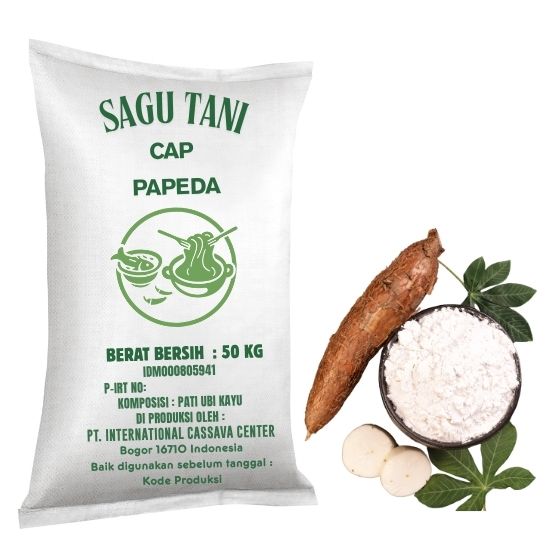 SAGU TANI
CAP
PAPEDA
BERAT BERSIH : 50 KG
IDM000805941
P-IRT NO:
KOMPOSISI : PATI UBI KAYU
DI PRODUKSI OLEH :
PT. INTERNATIONAL CASSAVA CENTER
Bogor 16710 Indonesia
Baik digunakan sebelum tanggal :
Kode Produksi